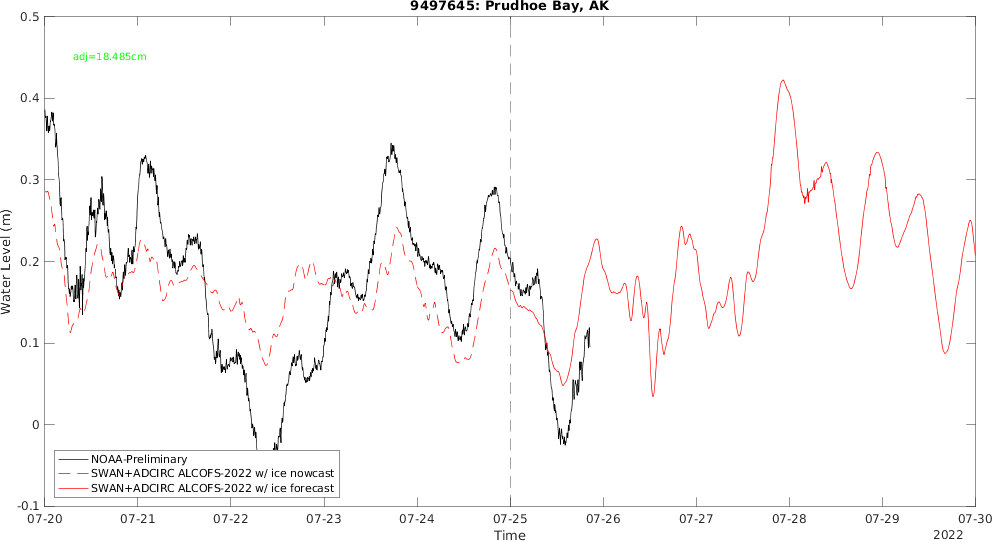 9497645: Prudhoe Bay, AK
adj=18.485cm
0.5
0.4
0.3
0.2
0.1
0
-0.1
Water Level (m)
NOAA-Preliminary
SWAN+ADCIRC ALCOFS-2022 w/ ice nowcast
SWAN+ADCIRC ALCOFS-2022 w/ ice forecast
07-20 07-21 07-22 07-23 07-24 07-25 07-26 07-27 07-28 07-29 07-30
Time
2022